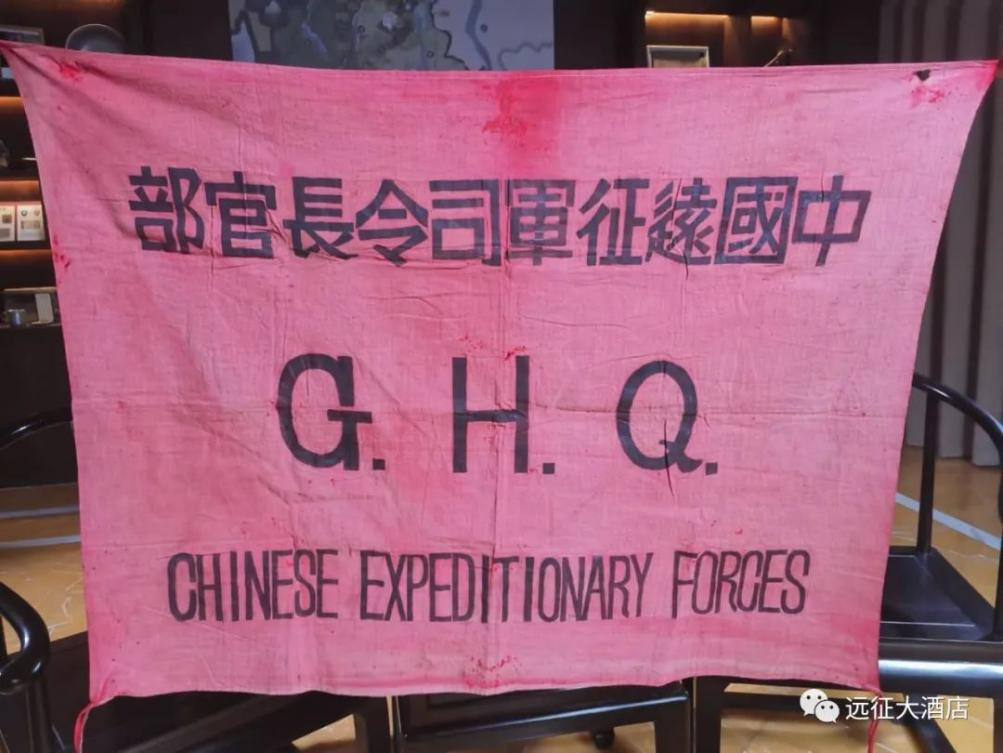 中國遠征軍司令長官部
G. H. Q.
CHINESE EXPEDITIONARY FORCES
远征大酒店